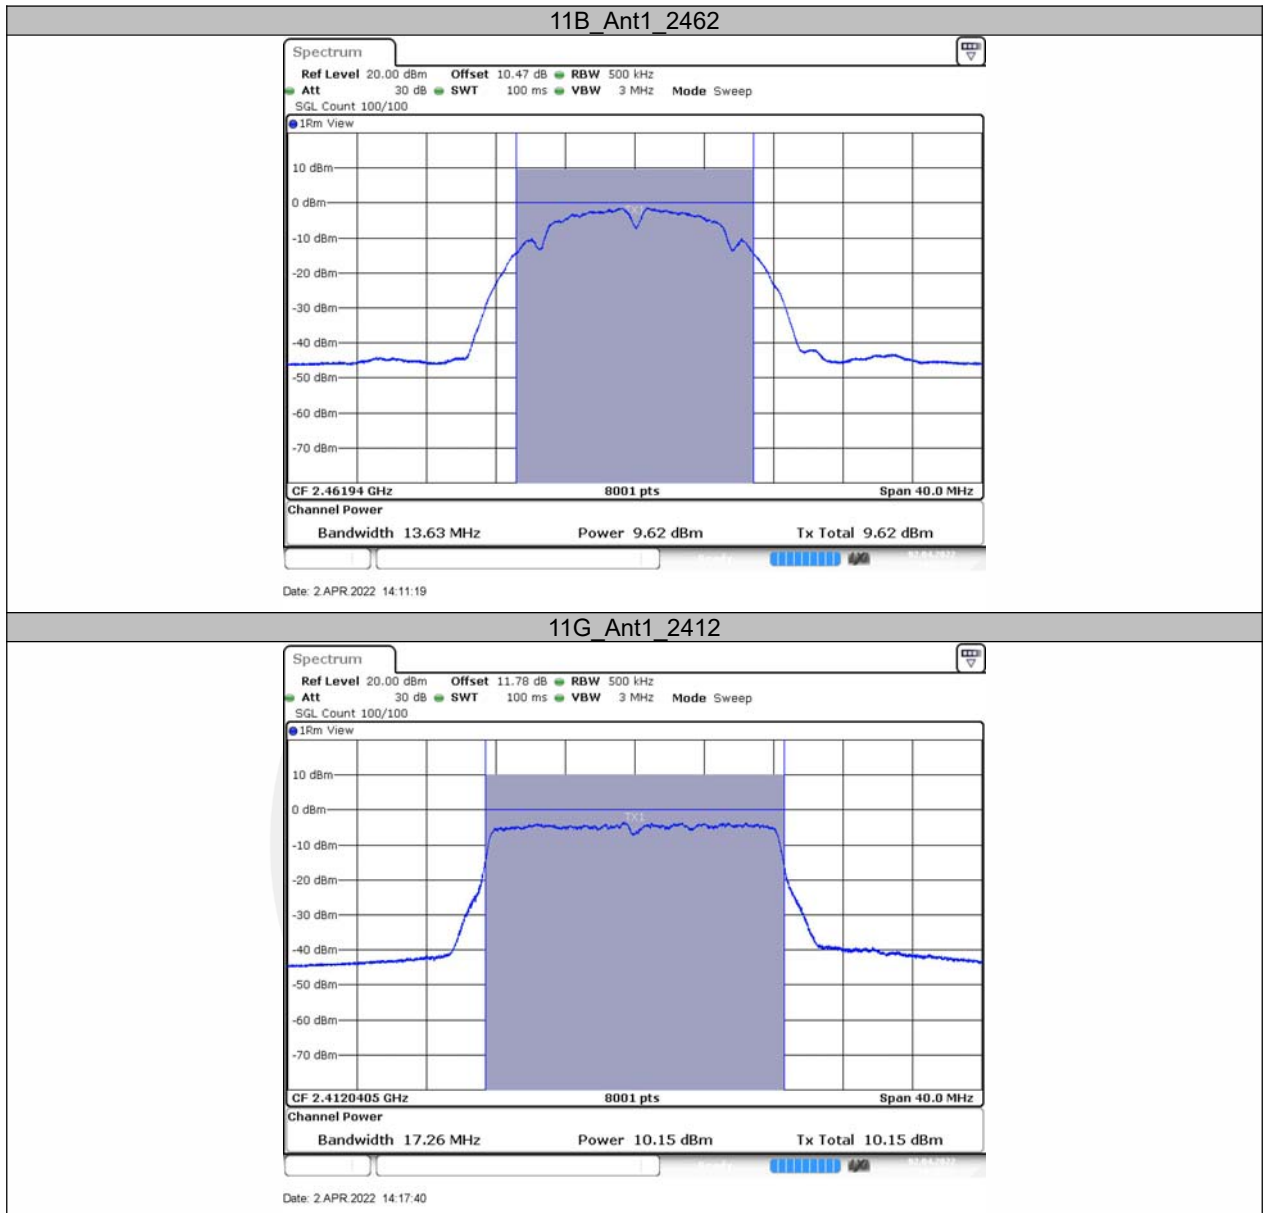 11B_Ant1_2462
Spectrum
Ref Level 20.00 dBm Offset 10.47 dB RBW 500 kHz
Att 30 dB SWT 100 ms VBW 3 MHz Mode Sweep
SGL Count 100/100
1Rm View
10 dBm
0 dBm
TX1
-10 dBm
-20 dBm
-30 dBm
-40 dBm
-50 dBm
-60 dBm
-70 dBm
CF 2.46194 GHz 8001 pts Span 40.0 MHz
Channel Power
Bandwidth 13.63 MHz Power 9.62 dBm Tx Total 9.62 dBm
Date: 2.APR.2022 14:11:19
11G_Ant1_2412
Spectrum
Ref Level 20.00 dBm Offset 11.78 dB RBW 500 kHz
Att 30 dB SWT 100 ms VBW 3 MHz Mode Sweep
SGL Count 100/100
1Rm View
10 dBm
0 dBm
TX1
-10 dBm
-20 dBm
-30 dBm
-40 dBm
-50 dBm
-60 dBm
-70 dBm
CF 2.4120405 GHz 8001 pts Span 40.0 MHz
Channel Power
Bandwidth 17.26 MHz Power 10.15 dBm Tx Total 10.15 dBm
Date: 2.APR.2022 14:17:40